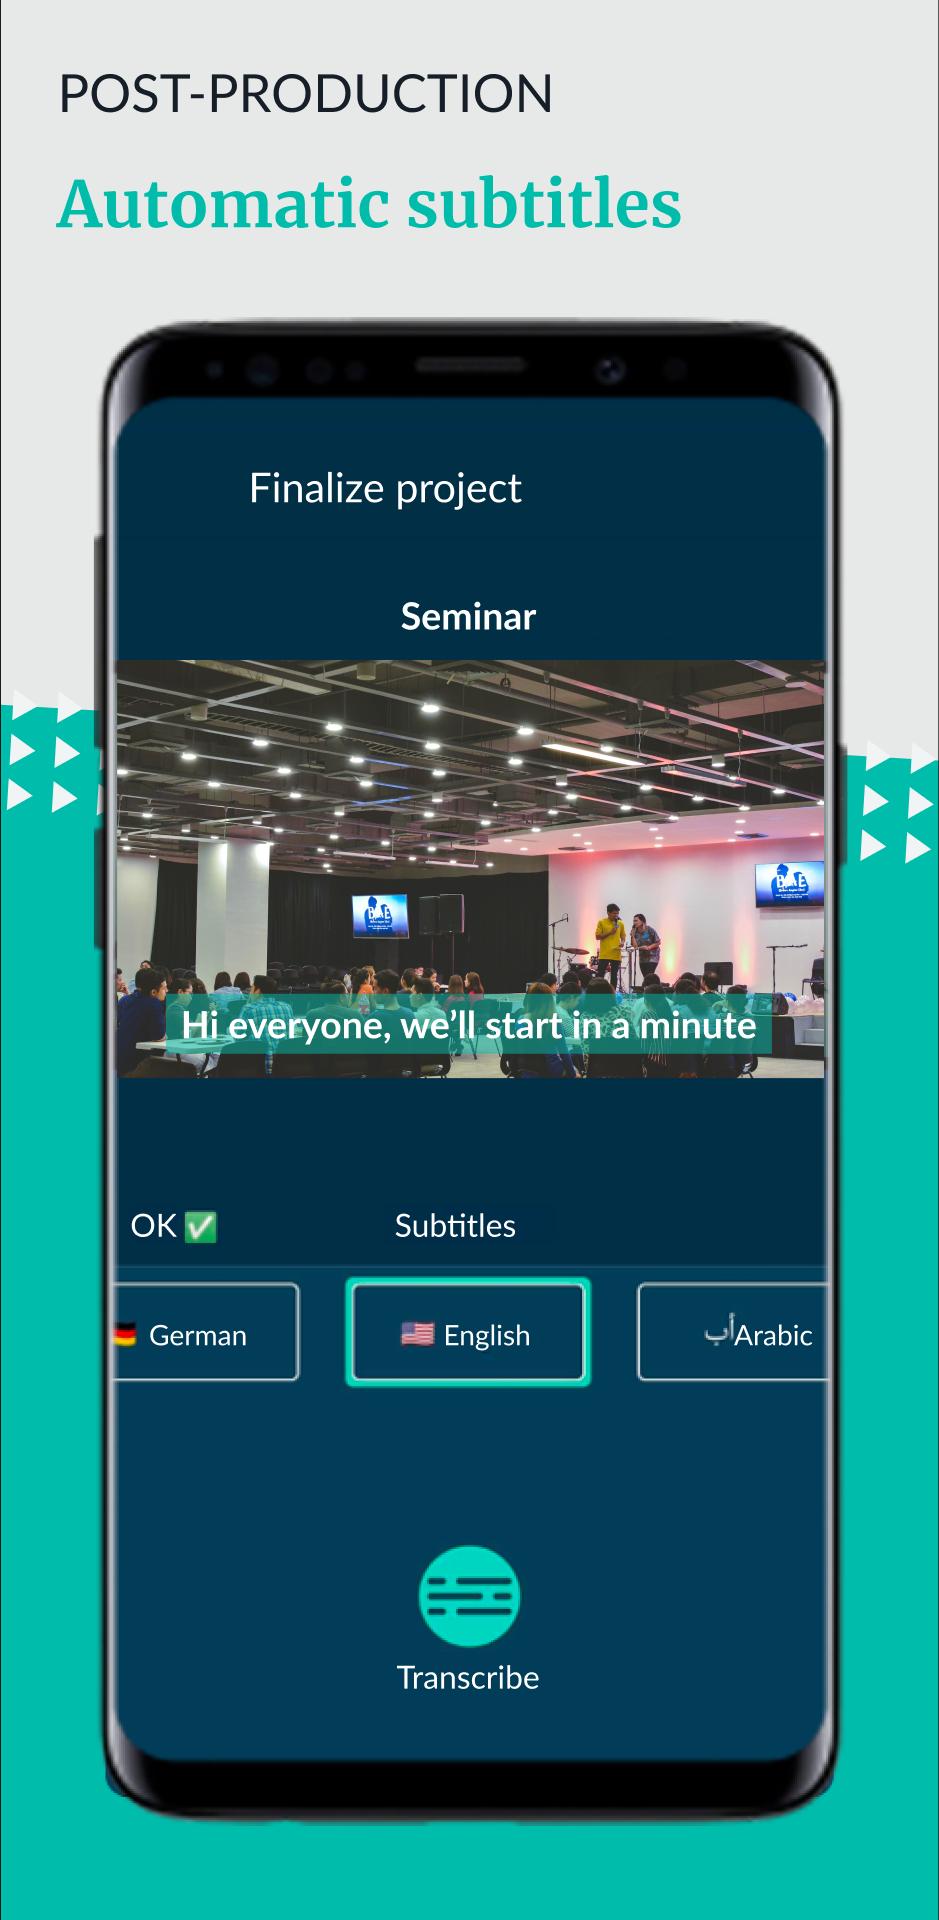 POST-PRODUCTION
Automatic subtitles
Finalize project
Seminar
Hi everyone, we’ll start in a minute
OK ✅
Subtitles
German
English
أب Arabic
Transcribe